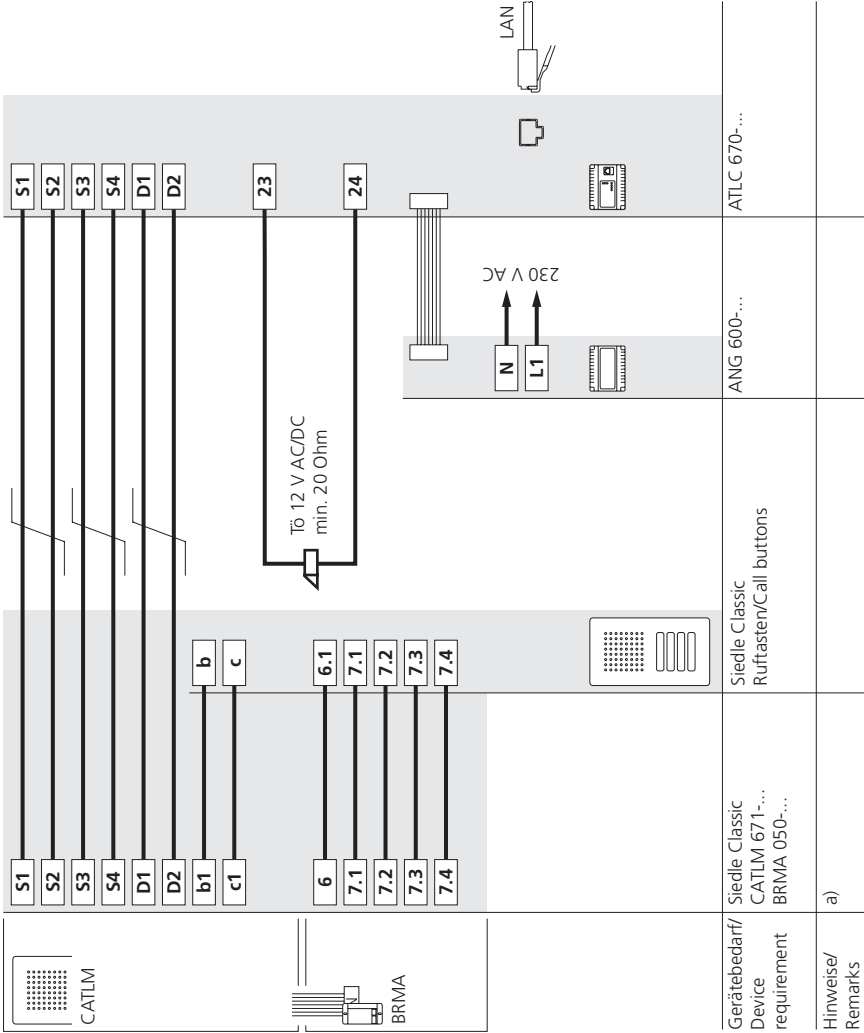 CATLM
S1
S2
S3
S4
D1
D2
b1
c1
BRMA
6
7.1
7.2
7.3
7.4
b
c
6.1
7.1
7.2
7.3
7.4
Tö 12 V AC/DC
min. 20 Ohm
S1
S2
S3
S4
D1
D2
23
24
N
L1
230 V AC
LAN
Gerätebedarf/
Device
requirement
Siedle Classic
CATLM 671-...
BRMA 050-...
Siedle Classic
Ruftasten/Call buttons
ANG 600-...
ATLC 670-...
Hinweise/
Remarks
a)